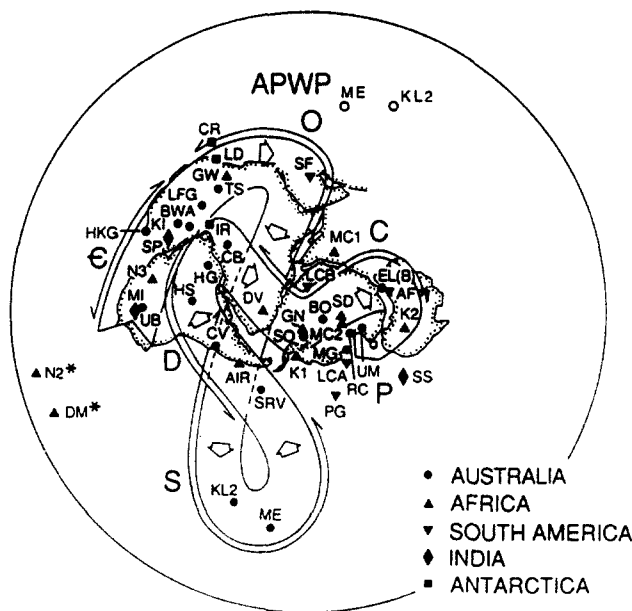 APWP
ME
KL2
O
CR
LD
GW
TS
SF
LFG
BWA
KI
HKG
SP
IR
CB
MC1
C
Є
N3
HG
LCB
EL(B)
AF
MI
HS
DV
BO
SD
K2
UB
GN
SO
MC2
CV
MG
UM
D
K1
LCA
RC
P
SS
N2*
AIR
PG
DM*
SRV
S
KL2
ME
AUSTRALIA
AFRICA
SOUTH AMERICA
INDIA
ANTARCTICA